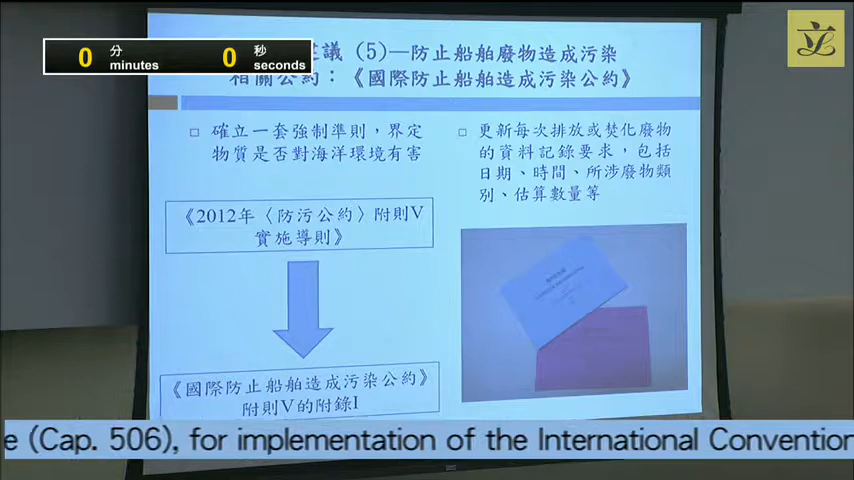 0 分 minutes 0 秒 seconds
議 (5)—防止船舶廢物造成污染
相關公約：《國際防止船舶造成污染公約》
□ 確立一套強制準則，界定
物質是否對海洋環境有害
《2012年〈防污公約〉附則V
實施導則》
《國際防止船舶造成污染公約》
附則V的附錄I
□ 更新每次排放或焚化廢物
的資料記錄要求，包括
日期、時間、所涉廢物類
別、估算數量等
e (Cap. 506), for implementation of the International Convention